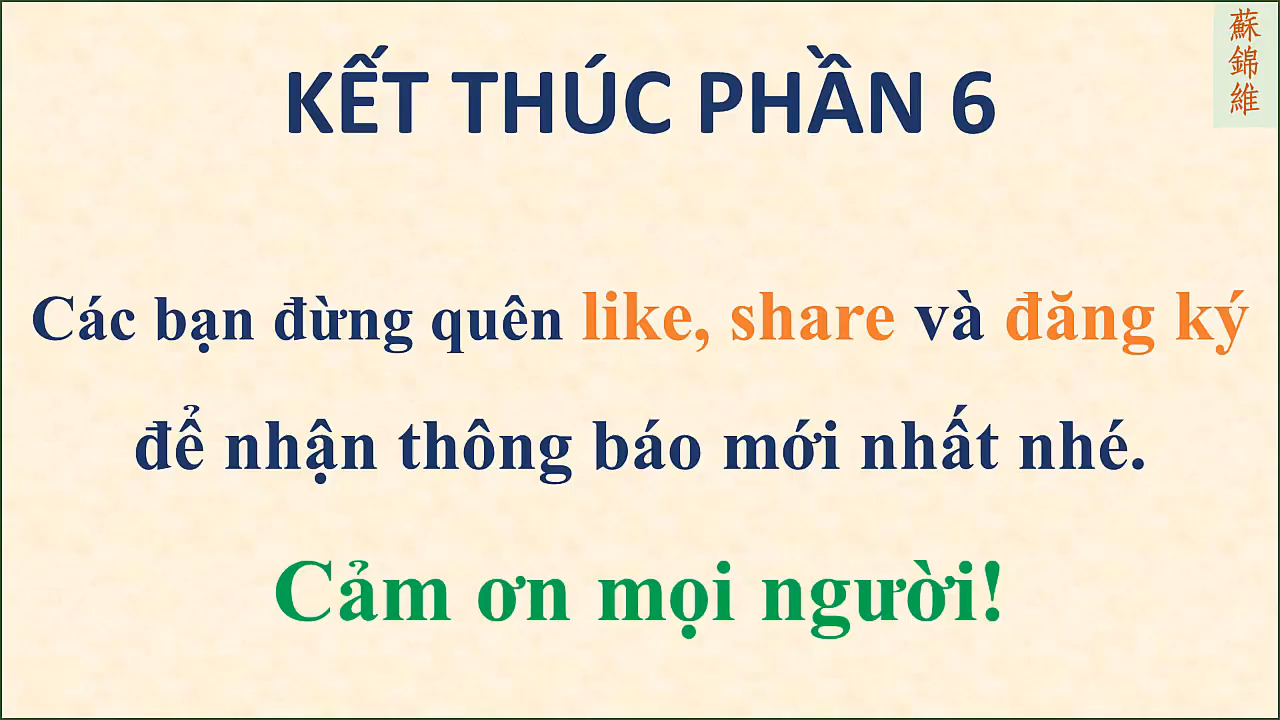 蘇錦維
KẾT THÚC PHẦN 6
Các bạn đừng quên like, share và đăng ký
để nhận thông báo mới nhất nhé.
Cảm ơn mọi người!